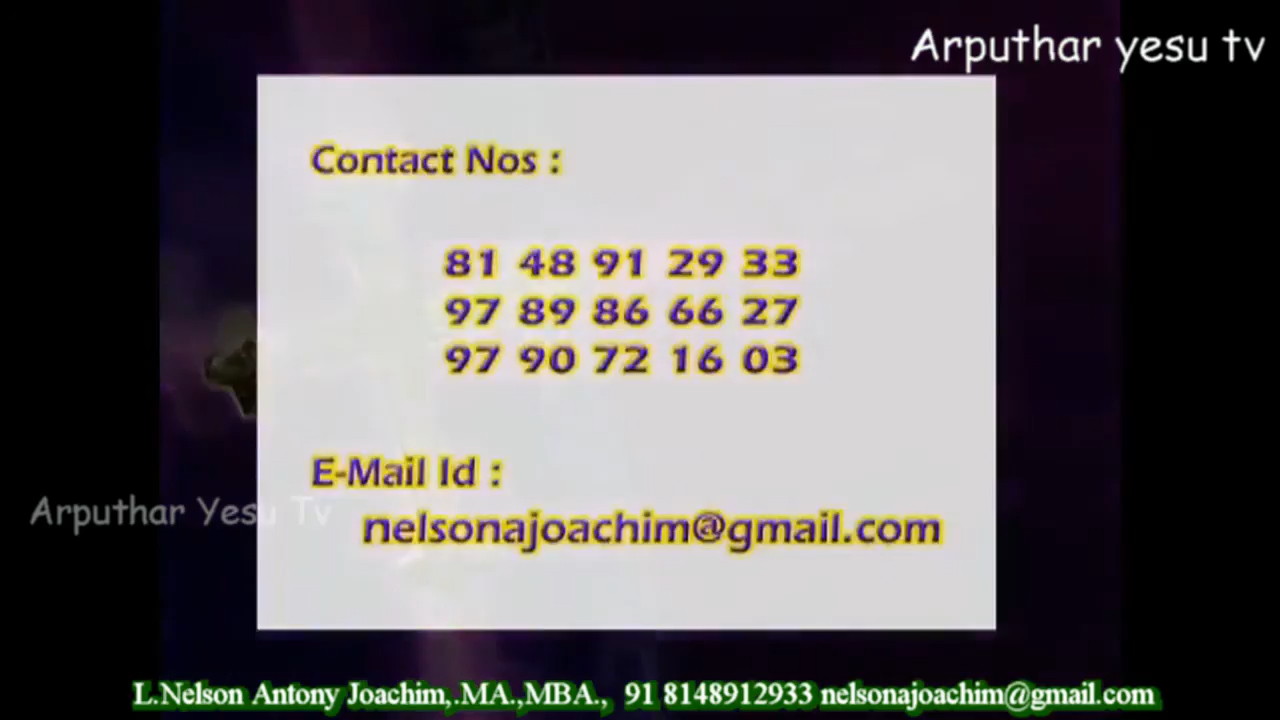 Arputhar yesu tv
Contact Nos :
81 48 91 29 33
97 89 86 66 27
97 90 72 16 03
E-Mail Id :
Arputhar Yesu Tv
nelsonajoachim@gmail.com
L.Nelson Antony Joachim,.MA.,MBA., 91 8148912933 nelsonajoachim@gmail.com